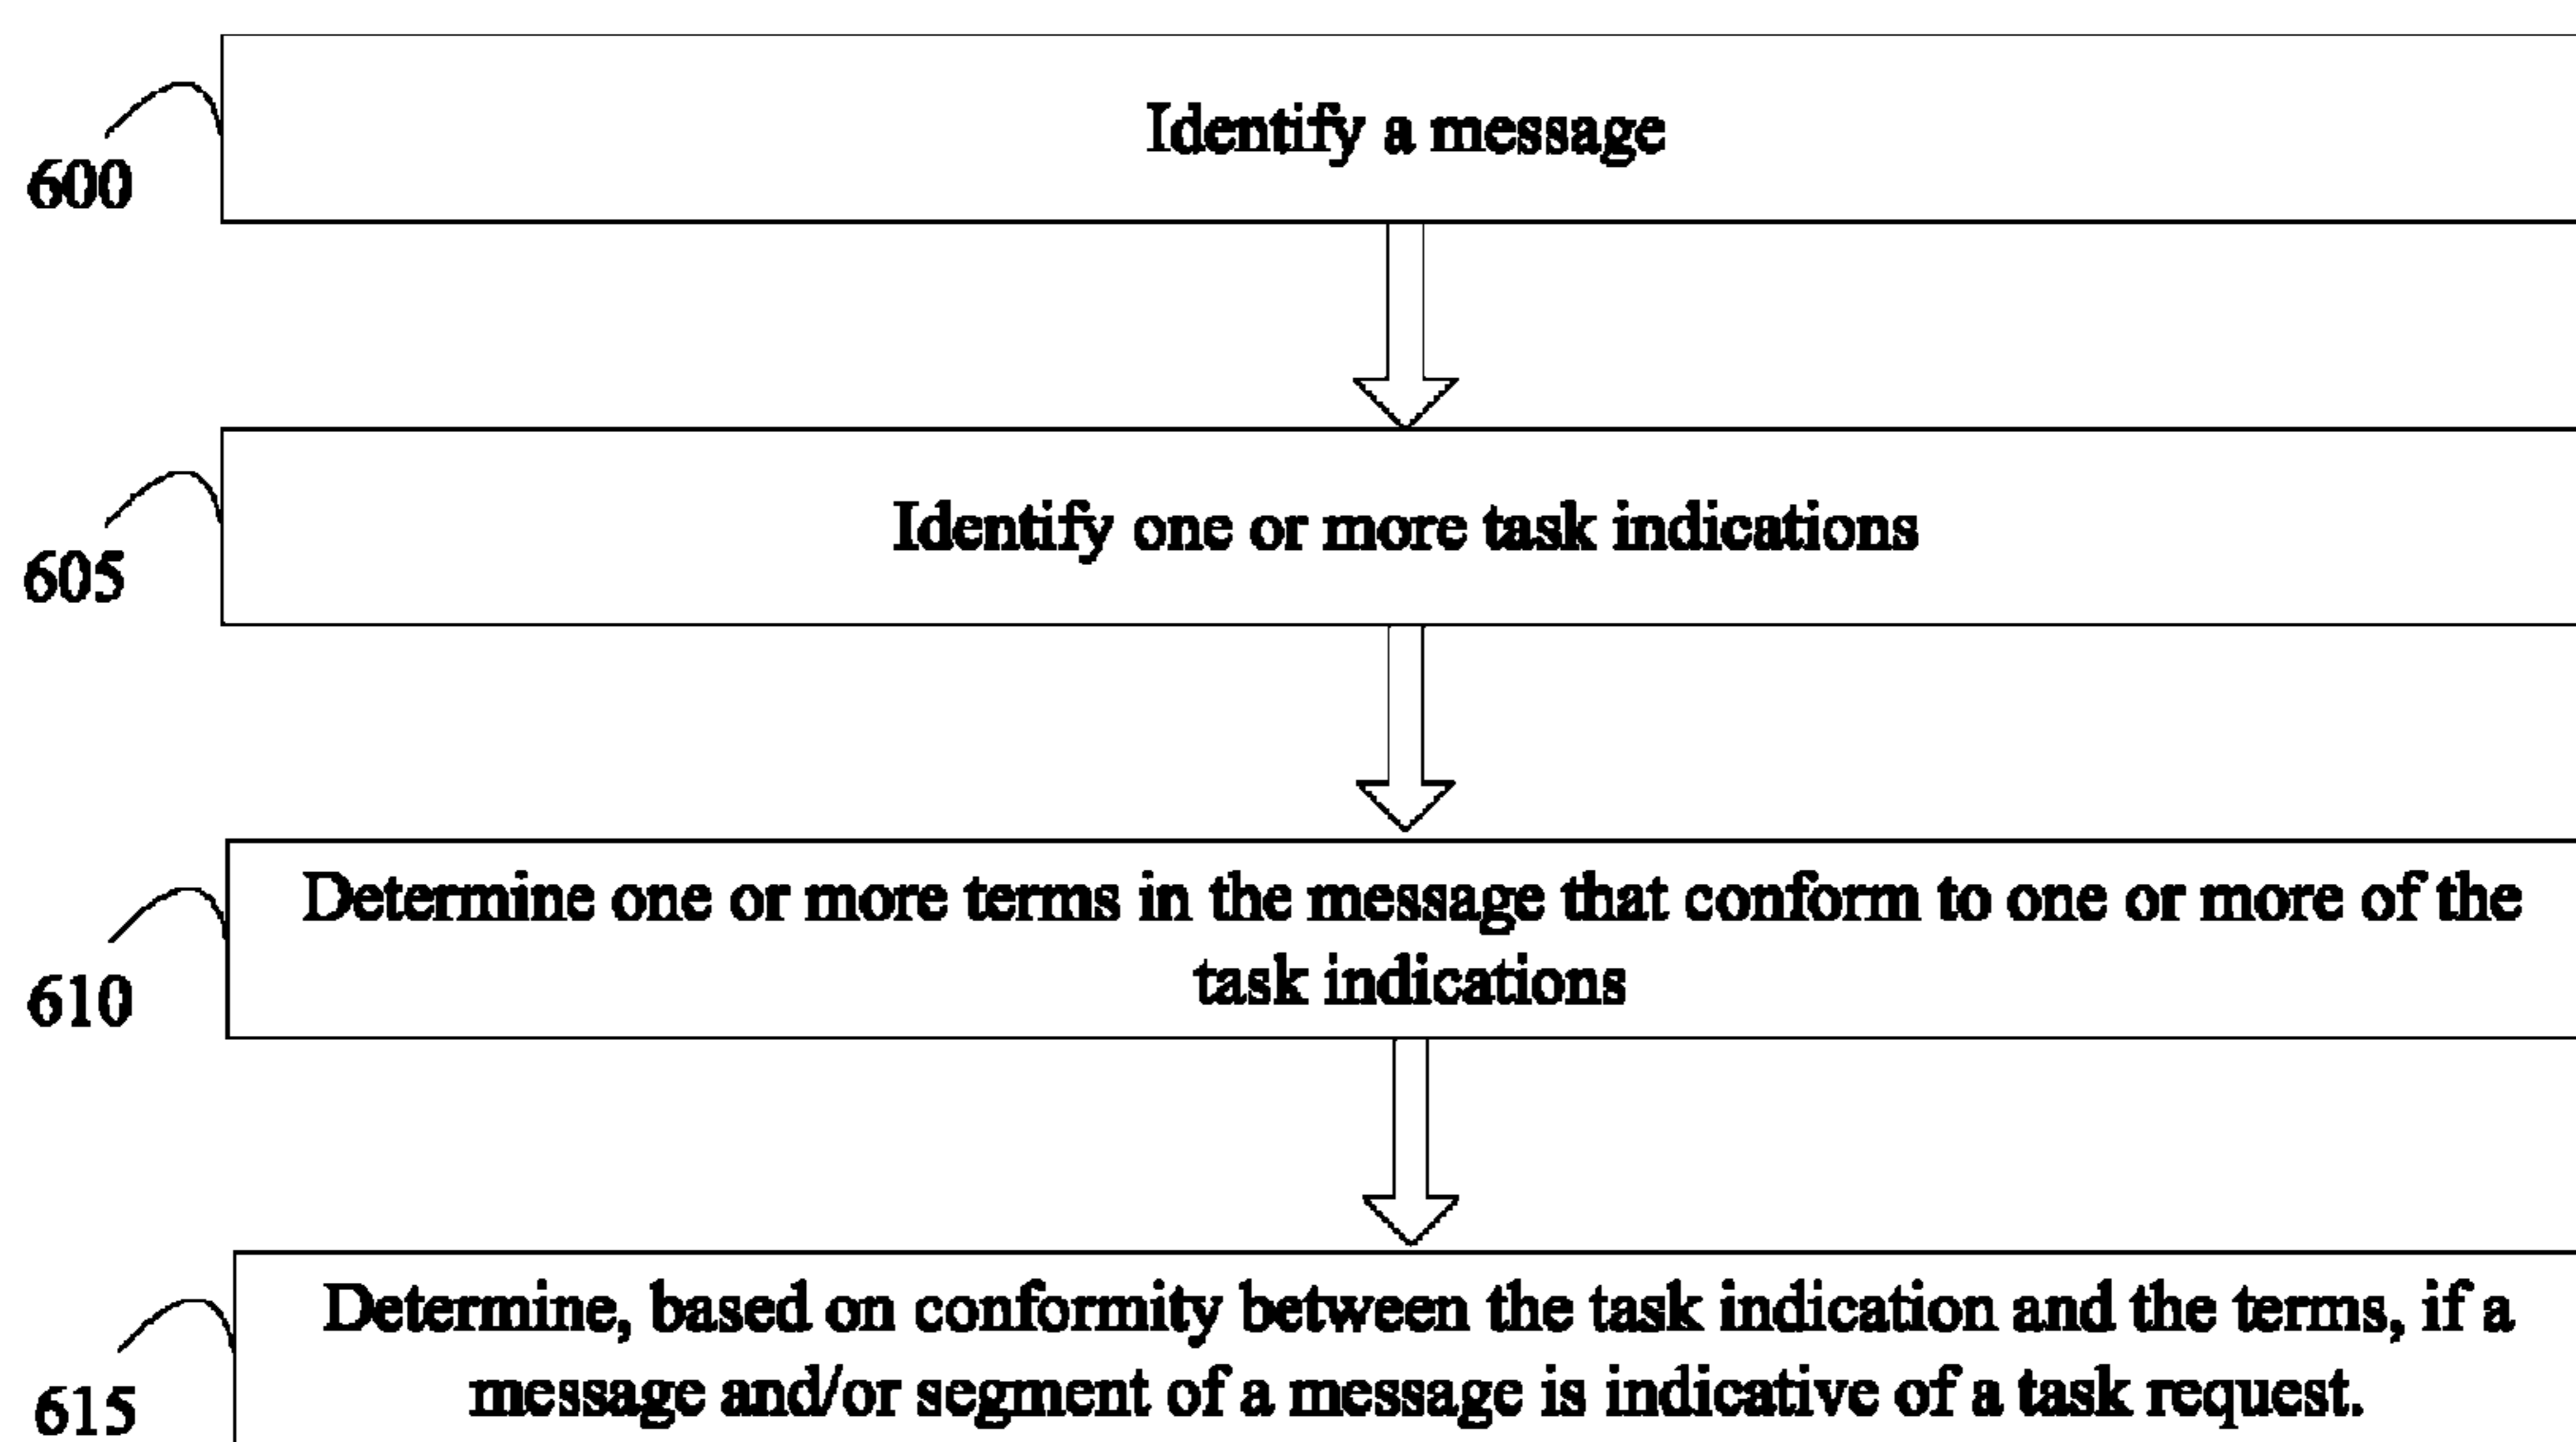 Identify a message
600
Identify one or more task indications
605
Determine one or more terms in the message that conform to one or more of the
task indications
610
Determine, based on conformity between the task indication and the terms, if a
message and/or segment of a message is indicative of a task request.
615